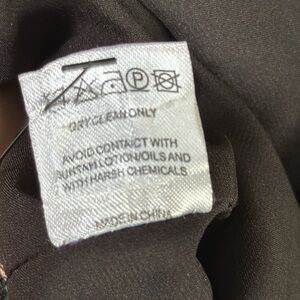 P
DRY CLEAN ONLY
AVOID CONTACT WITH
SUNTAN LOTION/OILS AND
WITH HARSH CHEMICALS
MADE IN CHINA